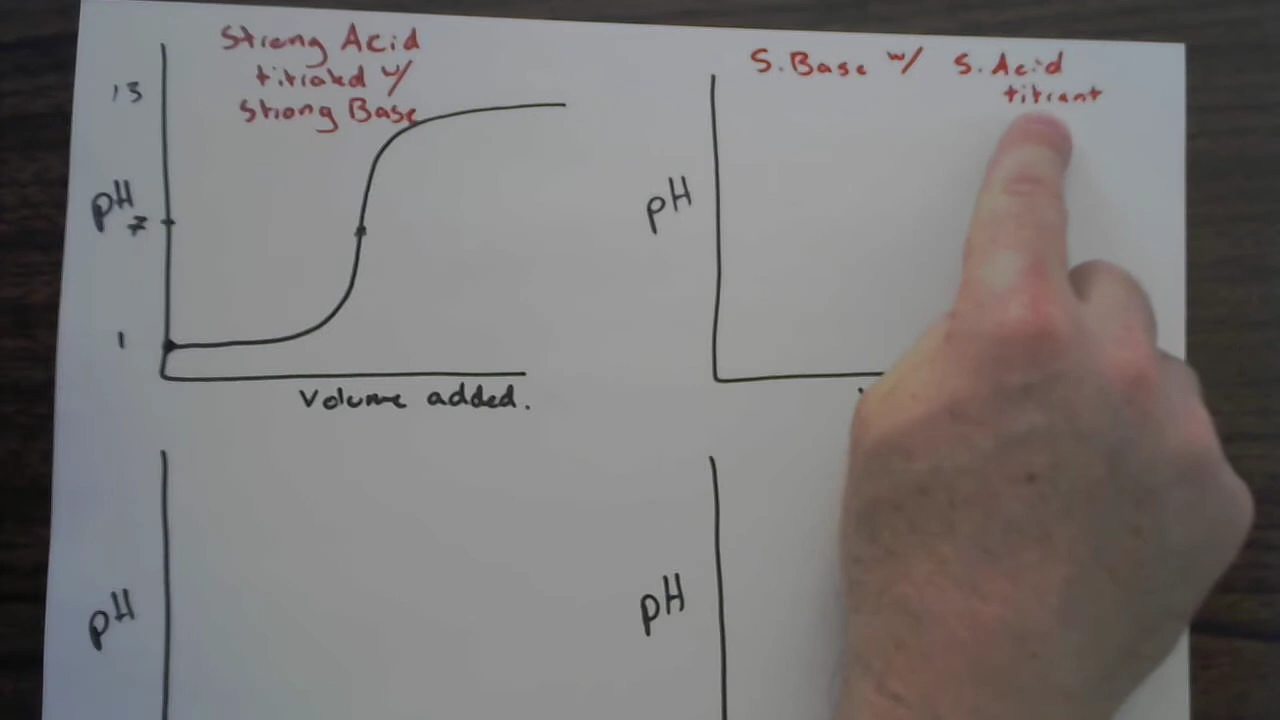 Strong Acid
titrated w/
Strong Base
13
pH
7
1
Volume added.
S. Base w/ S. Acid
titrant
pH
pH
pH